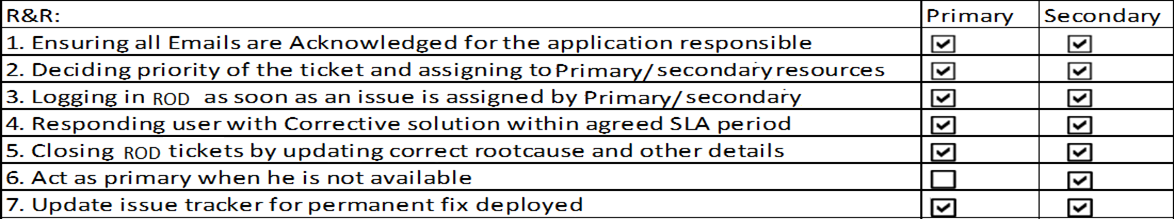 R&R: Primary Secondary
1. Ensuring all Emails are Acknowledged for the application responsible
2. Deciding priority of the ticket and assigning to Primary/secondary resources
3. Logging in ROD as soon as an issue is assigned by Primary/secondary
4. Responding user with Corrective solution within agreed SLA period
5. Closing ROD tickets by updating correct rootcause and other details
6. Act as primary when he is not available
7. Update issue tracker for permanent fix deployed